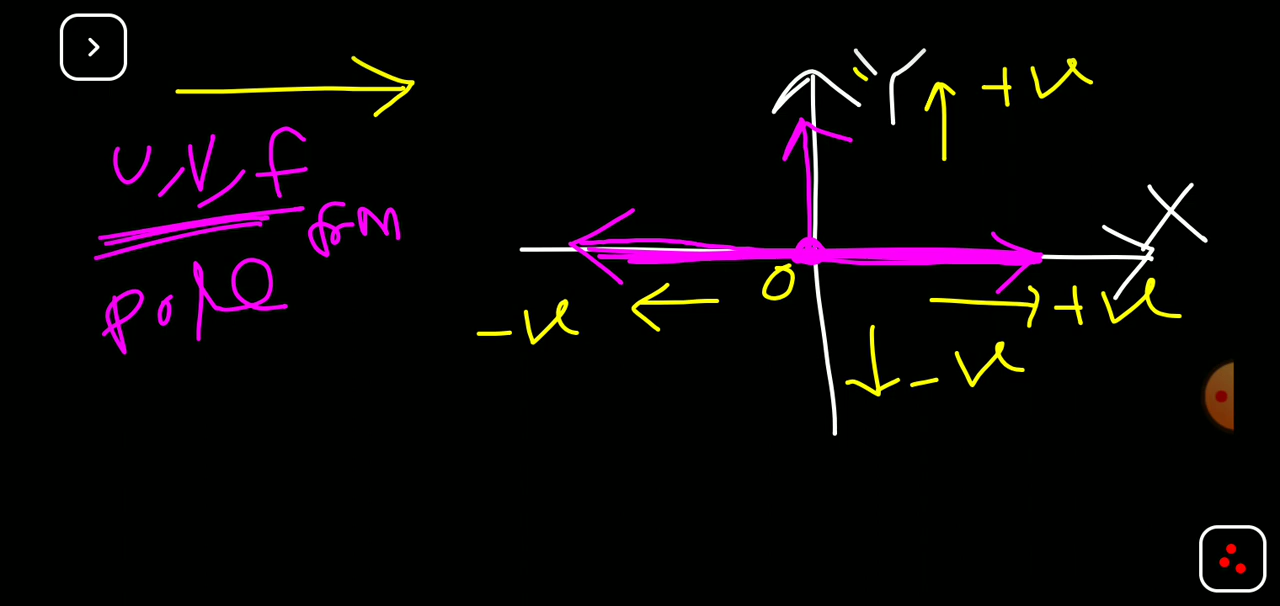 Y +ve
U, V, f
X
frm
O
pole
-ve
+ve
-ve